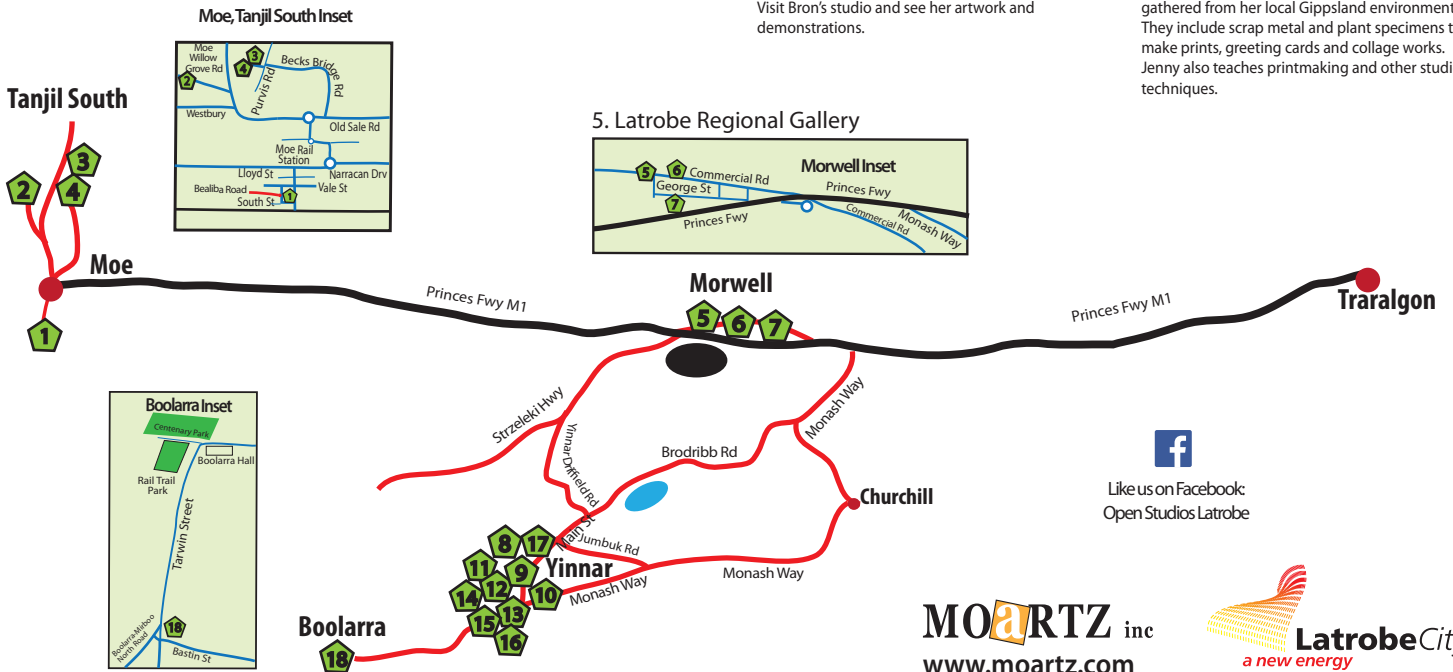 Visit Bron's studio and see her artwork and
demonstrations.
gathered from her local Gippsland environment
They include scrap metal and plant specimens t
make prints, greeting cards and collage works.
Jenny also teaches printmaking and other studi
techniques.
Moe, Tanjil South Inset
Moe
Willow
Grove Rd
2
3
4
Purvis Rd
Becks Bridge Rd
Westbury
Old Sale Rd
Moe Rail
Station
Lloyd St
Narracan Drv
Bealiba Road
1
Vale St
South St
Tanjil South
2
3
4
Moe
1
5. Latrobe Regional Gallery
Morwell Inset
5
6
Commercial Rd
George St
7
Princes Fwy
Princes Fwy
Commercial Rd
Monash Way
Princes Fwy M1
Morwell
5
6
7
Princes Fwy M1
Traralgon
Boolarra Inset
Centenary Park
Boolarra Hall
Rail Trail
Park
Tarwin Street
18
Boolarra-Mirboo
North Road
Bastin St
Strzeleki Hwy
Yinnar Driffield Rd
Brodribb Rd
Monash Way
Churchill
Main St
Jumbuk Rd
8
17
11
9
Yinnar
14
12
10
Monash Way
Monash Way
15
13
16
Boolarra
18
Like us on Facebook:
Open Studios Latrobe
MOaRTZ inc
www.moartz.com
LatrobeCity
a new energy